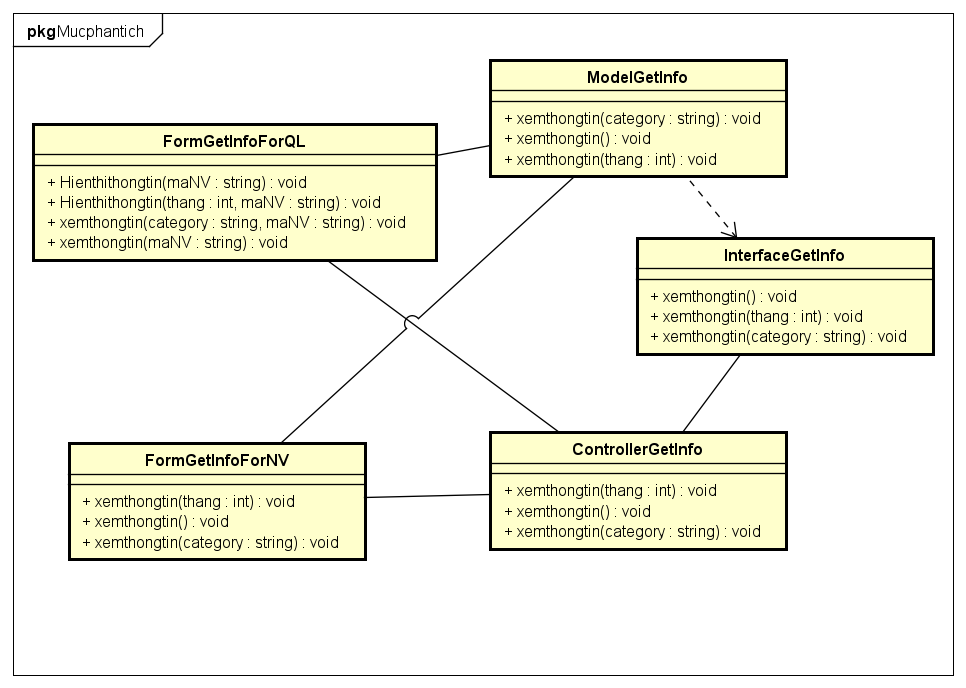 pkg Mucphantich
ModelGetInfo
+ xemthongtin(category : string) : void
+ xemthongtin() : void
+ xemthongtin(thang : int) : void
FormGetInfoForQL
+ Hienthithongtin(maNV : string) : void
+ Hienthithongtin(thang : int, maNV : string) : void
+ xemthongtin(category : string, maNV : string) : void
+ xemthongtin(maNV : string) : void
InterfaceGetInfo
+ xemthongtin() : void
+ xemthongtin(thang : int) : void
+ xemthongtin(category : string) : void
FormGetInfoForNV
+ xemthongtin(thang : int) : void
+ xemthongtin() : void
+ xemthongtin(category : string) : void
ControllerGetInfo
+ xemthongtin(thang : int) : void
+ xemthongtin() : void
+ xemthongtin(category : string) : void